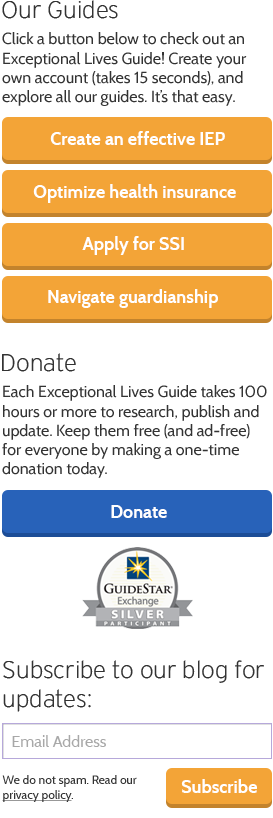 Our Guides
Click a button below to check out an
Exceptional Lives Guide! Create your
own account (takes 15 seconds), and
explore all our guides. It's that easy.
Create an effective IEP
Optimize health insurance
Apply for SSI
Navigate guardianship
Donate
Each Exceptional Lives Guide takes 100
hours or more to research, publish and
update. Keep them free (and ad-free)
for everyone by making a one-time
donation today.
Donate
GUIDESTAR®
Exchange
SILVER
PARTICIPANT
Subscribe to our blog for
updates:
Email Address
We do not spam. Read our
privacy policy.
Subscribe